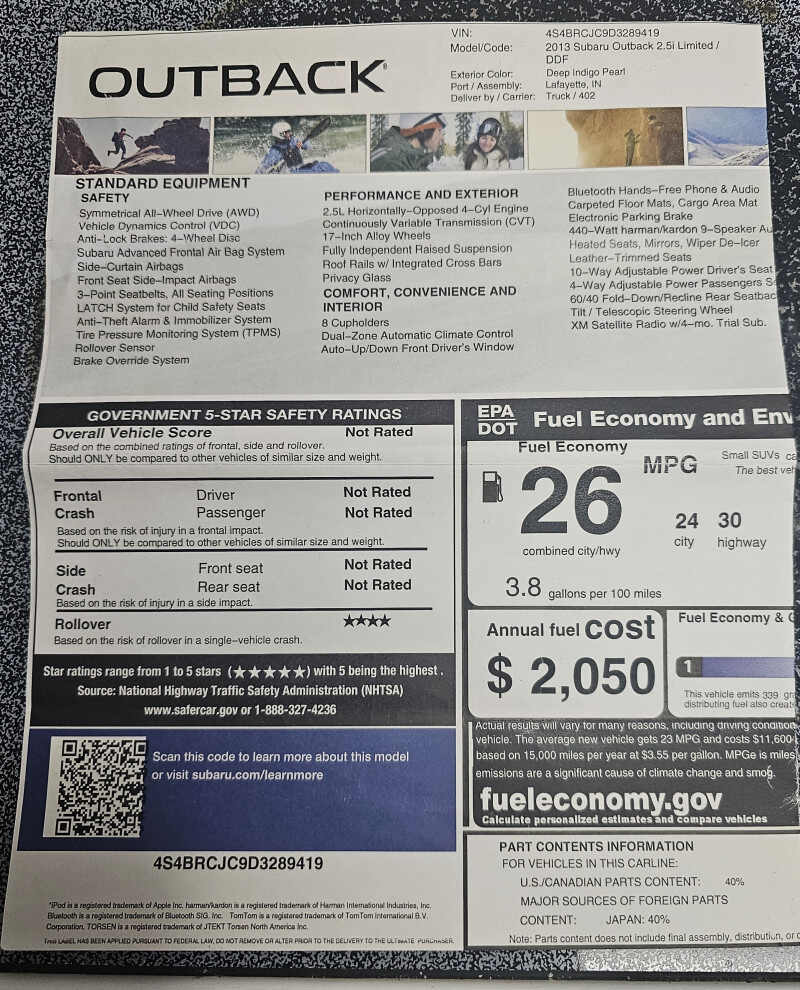 OUTBACK®
VIN: 4S4BRCJC9D3289419
Model/Code: 2013 Subaru Outback 2.5i Limited /
DDF
Exterior Color: Deep Indigo Pearl
Port / Assembly: Lafayette, IN
Deliver by / Carrier: Truck / 402
STANDARD EQUIPMENT
SAFETY
Symmetrical All-Wheel Drive (AWD)
Vehicle Dynamics Control (VDC)
Anti-Lock Brakes: 4-Wheel Disc
Subaru Advanced Frontal Air Bag System
Side-Curtain Airbags
Front Seat Side-Impact Airbags
3-Point Seatbelts, All Seating Positions
LATCH System for Child Safety Seats
Anti-Theft Alarm & Immobilizer System
Tire Pressure Monitoring System (TPMS)
Rollover Sensor
Brake Override System
PERFORMANCE AND EXTERIOR
2.5L Horizontally-Opposed 4-Cyl Engine
Continuously Variable Transmission (CVT)
17-Inch Alloy Wheels
Fully Independent Raised Suspension
Roof Rails w/ Integrated Cross Bars
Privacy Glass
COMFORT, CONVENIENCE AND
INTERIOR
8 Cupholders
Dual-Zone Automatic Climate Control
Auto-Up/Down Front Driver's Window
Bluetooth Hands-Free Phone & Audio
Carpeted Floor Mats, Cargo Area Mat
Electronic Parking Brake
440-Watt harman/kardon 9-Speaker Au
Heated Seats, Mirrors, Wiper De-Icer
Leather-Trimmed Seats
10-Way Adjustable Power Driver's Seat
4-Way Adjustable Power Passengers S
60/40 Fold-Down/Recline Rear Seatbac
Tilt / Telescopic Steering Wheel
XM Satellite Radio w/4-mo. Trial Sub.
GOVERNMENT 5-STAR SAFETY RATINGS
Overall Vehicle Score Not Rated
Based on the combined ratings of frontal, side and rollover.
Should ONLY be compared to other vehicles of similar size and weight.
Frontal Driver Not Rated
Crash Passenger Not Rated
Based on the risk of injury in a frontal impact.
Should ONLY be compared to other vehicles of similar size and weight.
Side Front seat Not Rated
Crash Rear seat Not Rated
Based on the risk of injury in a side impact.
Rollover ★★★★
Based on the risk of rollover in a single-vehicle crash.
Star ratings range from 1 to 5 stars (★★★★★) with 5 being the highest.
Source: National Highway Traffic Safety Administration (NHTSA)
www.safercar.gov or 1-888-327-4236
Scan this code to learn more about this model
or visit subaru.com/learnmore
4S4BRCJC9D3289419
*iPod is a registered trademark of Apple Inc. harman/kardon is a registered trademark of Harman International Industries, Inc.
Bluetooth is a registered trademark of Bluetooth SIG, Inc. TomTom is a registered trademark of TomTom International B.V.
Corporation. TORSEN is a registered trademark of JTEKT Torsen North America Inc.
THIS LABEL HAS BEEN APPLIED PURSUANT TO FEDERAL LAW, DO NOT REMOVE OR ALTER PRIOR TO THE DELIVERY TO THE ULTIMATE PURCHASER.
EPA
DOT Fuel Economy and Env
Fuel Economy
26 MPG
combined city/hwy
24 city
30 highway
Small SUVs ca
The best veh
3.8 gallons per 100 miles
Annual fuel cost
$ 2,050
Fuel Economy & G
1
This vehicle emits 339 gr
distributing fuel also creat
Actual results will vary for many reasons, including driving condition
vehicle. The average new vehicle gets 23 MPG and costs $11,600
based on 15,000 miles per year at $3.55 per gallon. MPGe is miles
emissions are a significant cause of climate change and smog.
fueleconomy.gov
Calculate personalized estimates and compare vehicles
PART CONTENTS INFORMATION
FOR VEHICLES IN THIS CARLINE:
U.S./CANADIAN PARTS CONTENT: 40%
MAJOR SOURCES OF FOREIGN PARTS
CONTENT: JAPAN: 40%
Note: Parts content does not include final assembly, distribution, or